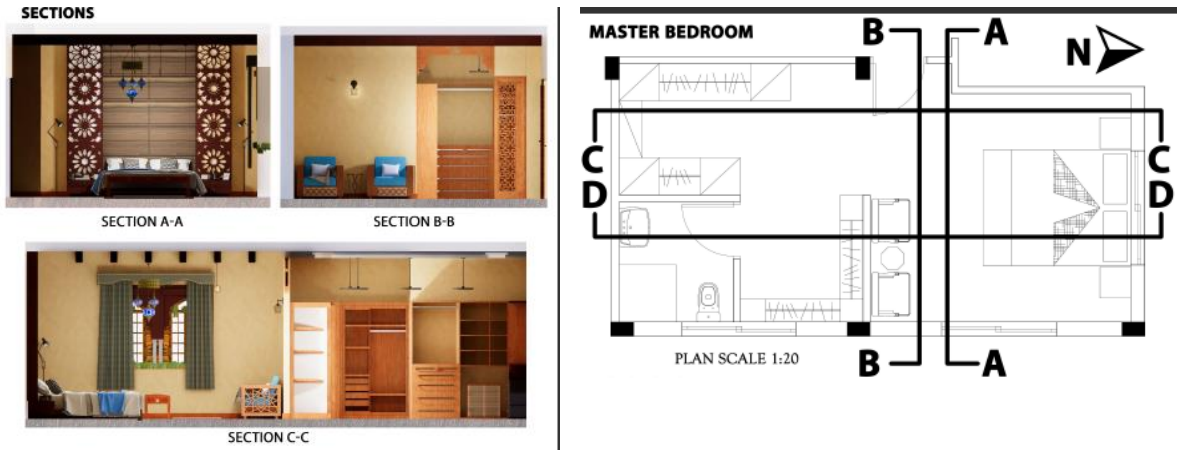 SECTIONS
SECTION A-A
SECTION B-B
SECTION C-C
MASTER BEDROOM
B
A
N
C
D
C
D
PLAN SCALE 1:20
B
A